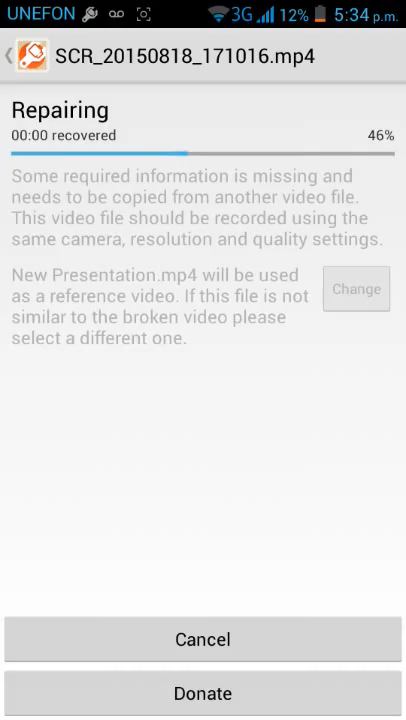 UNEFON 3G 12% 5:34 p.m.
SCR_20150818_171016.mp4
Repairing
00:00 recovered 46%
Some required information is missing and
needs to be copied from another video file.
This video file should be recorded using the
same camera, resolution and quality settings.
New Presentation.mp4 will be used
as a reference video. If this file is not
similar to the broken video please
select a different one.
Change
Cancel
Donate